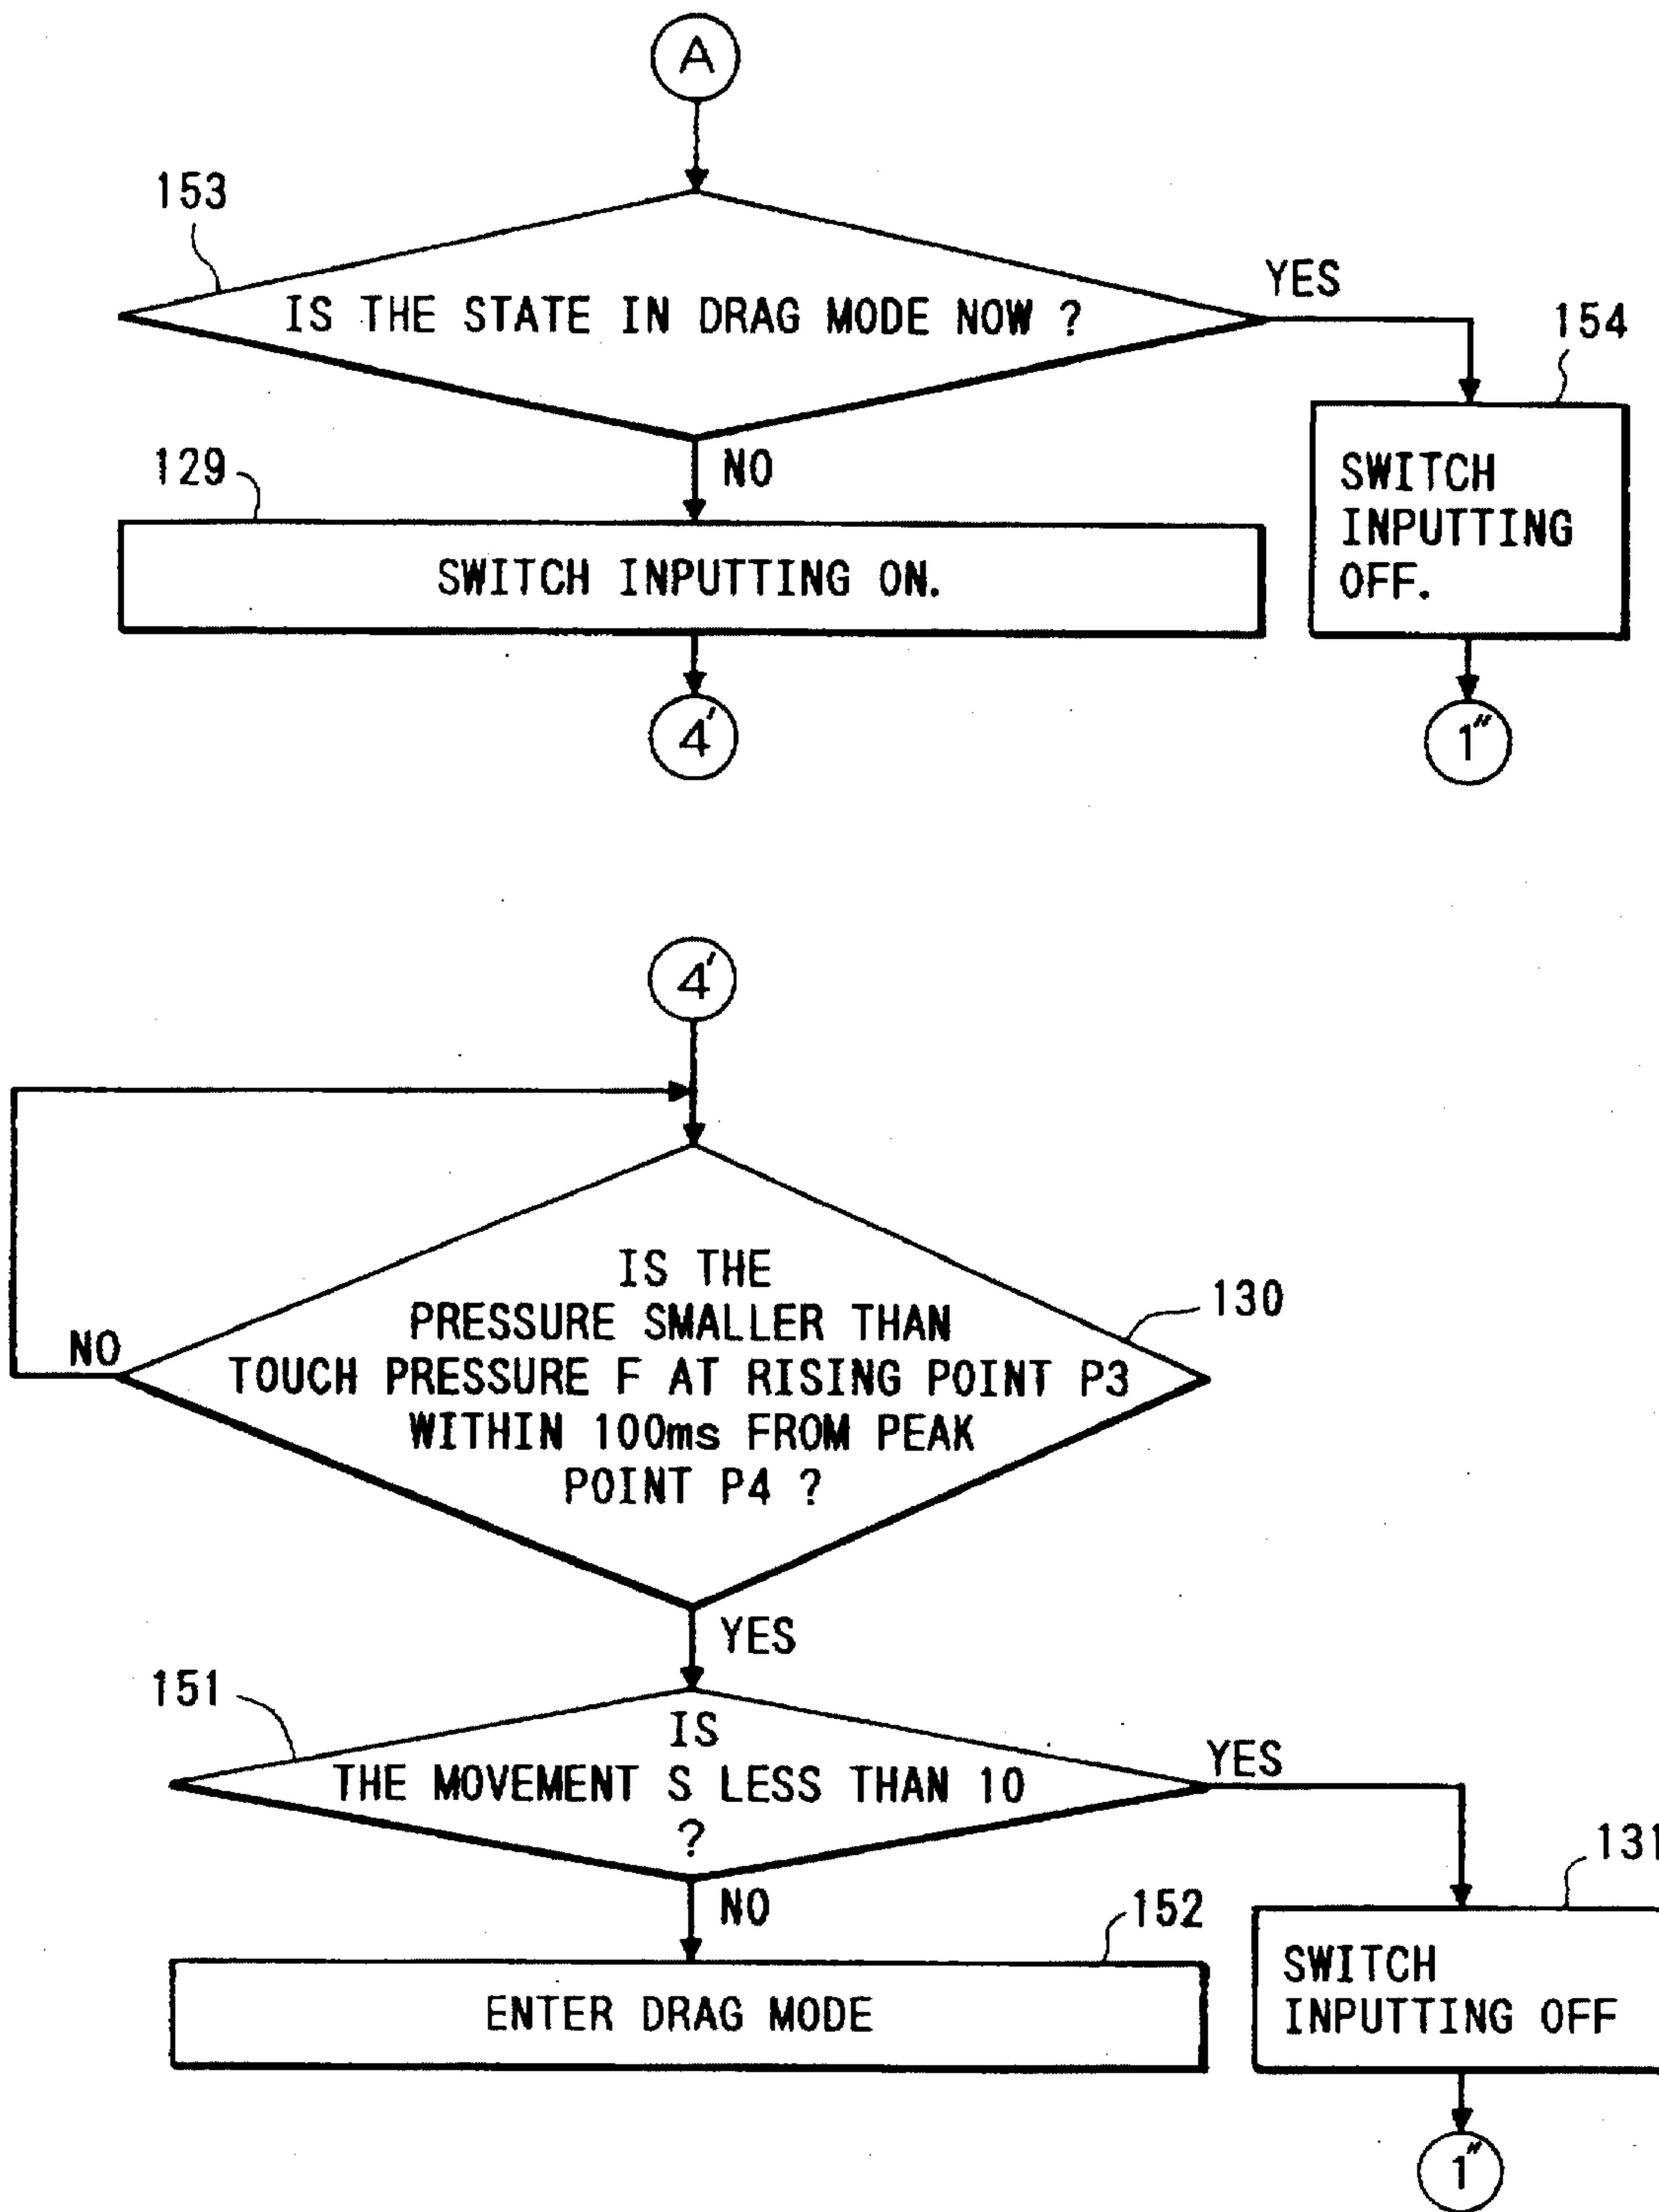 A
153
IS THE STATE IN DRAG MODE NOW ?
YES
154
SWITCH
INPUTTING
OFF.
129
NO
SWITCH INPUTTING ON.
4'
1"
4'
IS THE
PRESSURE SMALLER THAN
TOUCH PRESSURE F AT RISING POINT P3
WITHIN 100ms FROM PEAK
POINT P4 ?
130
NO
YES
151
IS
THE MOVEMENT S LESS THAN 10
?
YES
131
NO
152
ENTER DRAG MODE
SWITCH
INPUTTING OFF
1"